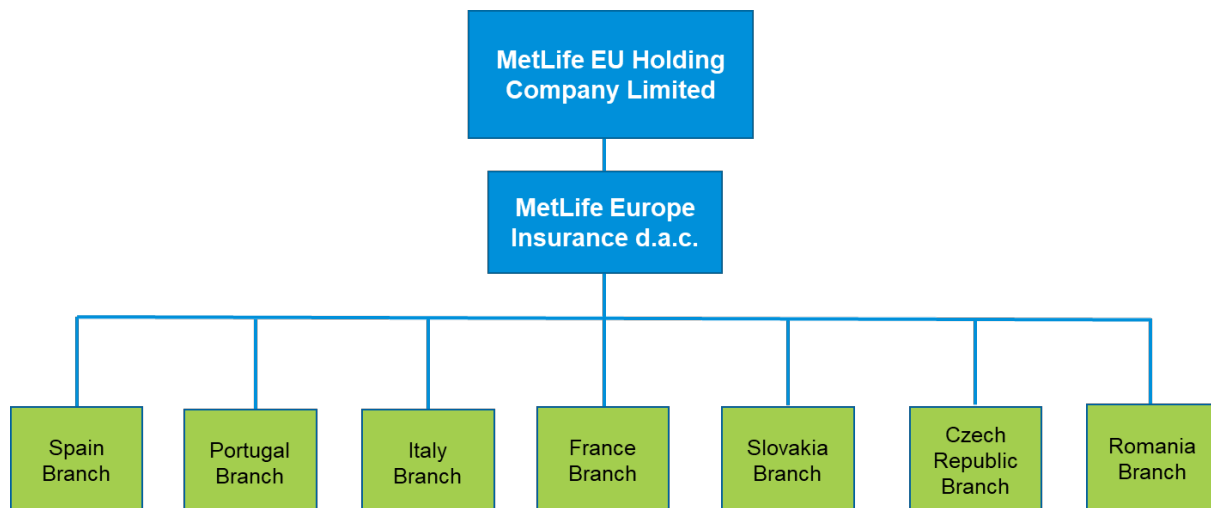 MetLife EU Holding
Company Limited
MetLife Europe
Insurance d.a.c.
Spain
Branch
Portugal
Branch
Italy
Branch
France
Branch
Slovakia
Branch
Czech
Republic
Branch
Romania
Branch